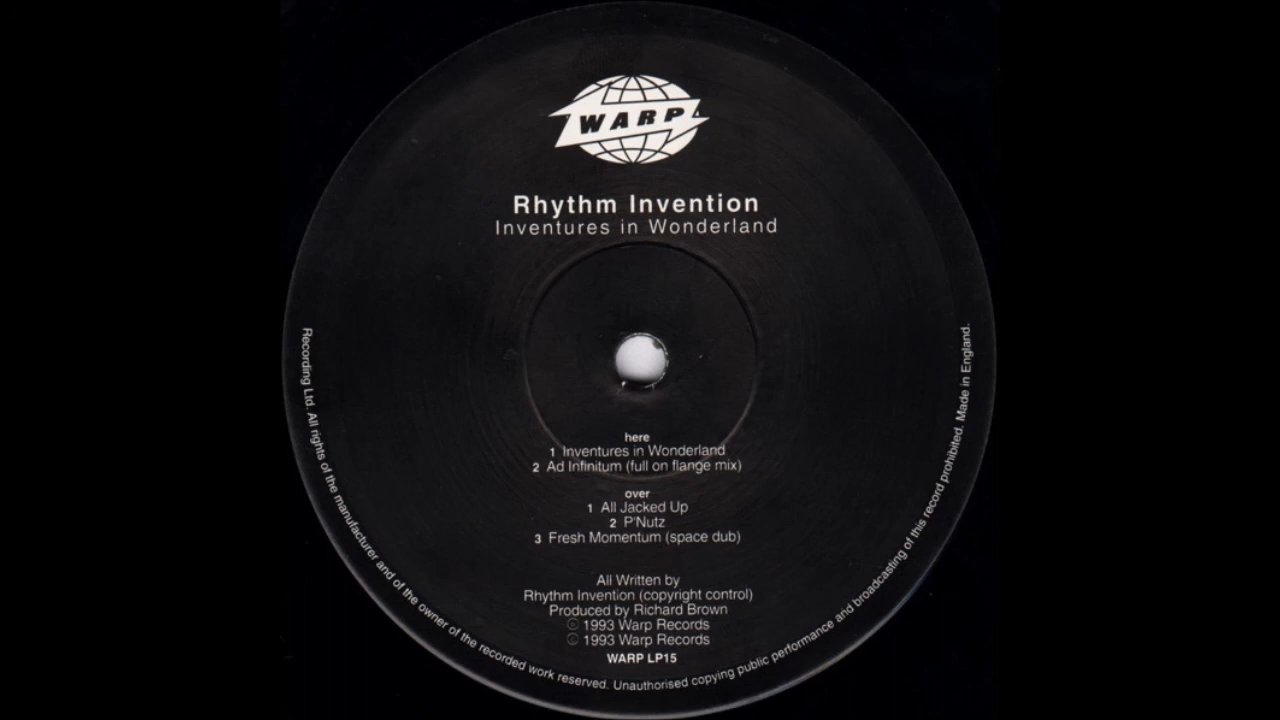 WARP
Rhythm Invention
Inventures in Wonderland
here
1 Inventures in Wonderland
2 Ad Infinitum (full on flange mix)
over
1 All Jacked Up
2 P'Nutz
3 Fresh Momentum (space dub)
All Written by
Rhythm Invention (copyright control)
Produced by Richard Brown
© 1993 Warp Records
© 1993 Warp Records
WARP LP15
Recording Ltd. All rights of the manufacturer and of the owner of the recorded work reserved. Unauthorised copying public performance and broadcasting of this record prohibited. Made in England.